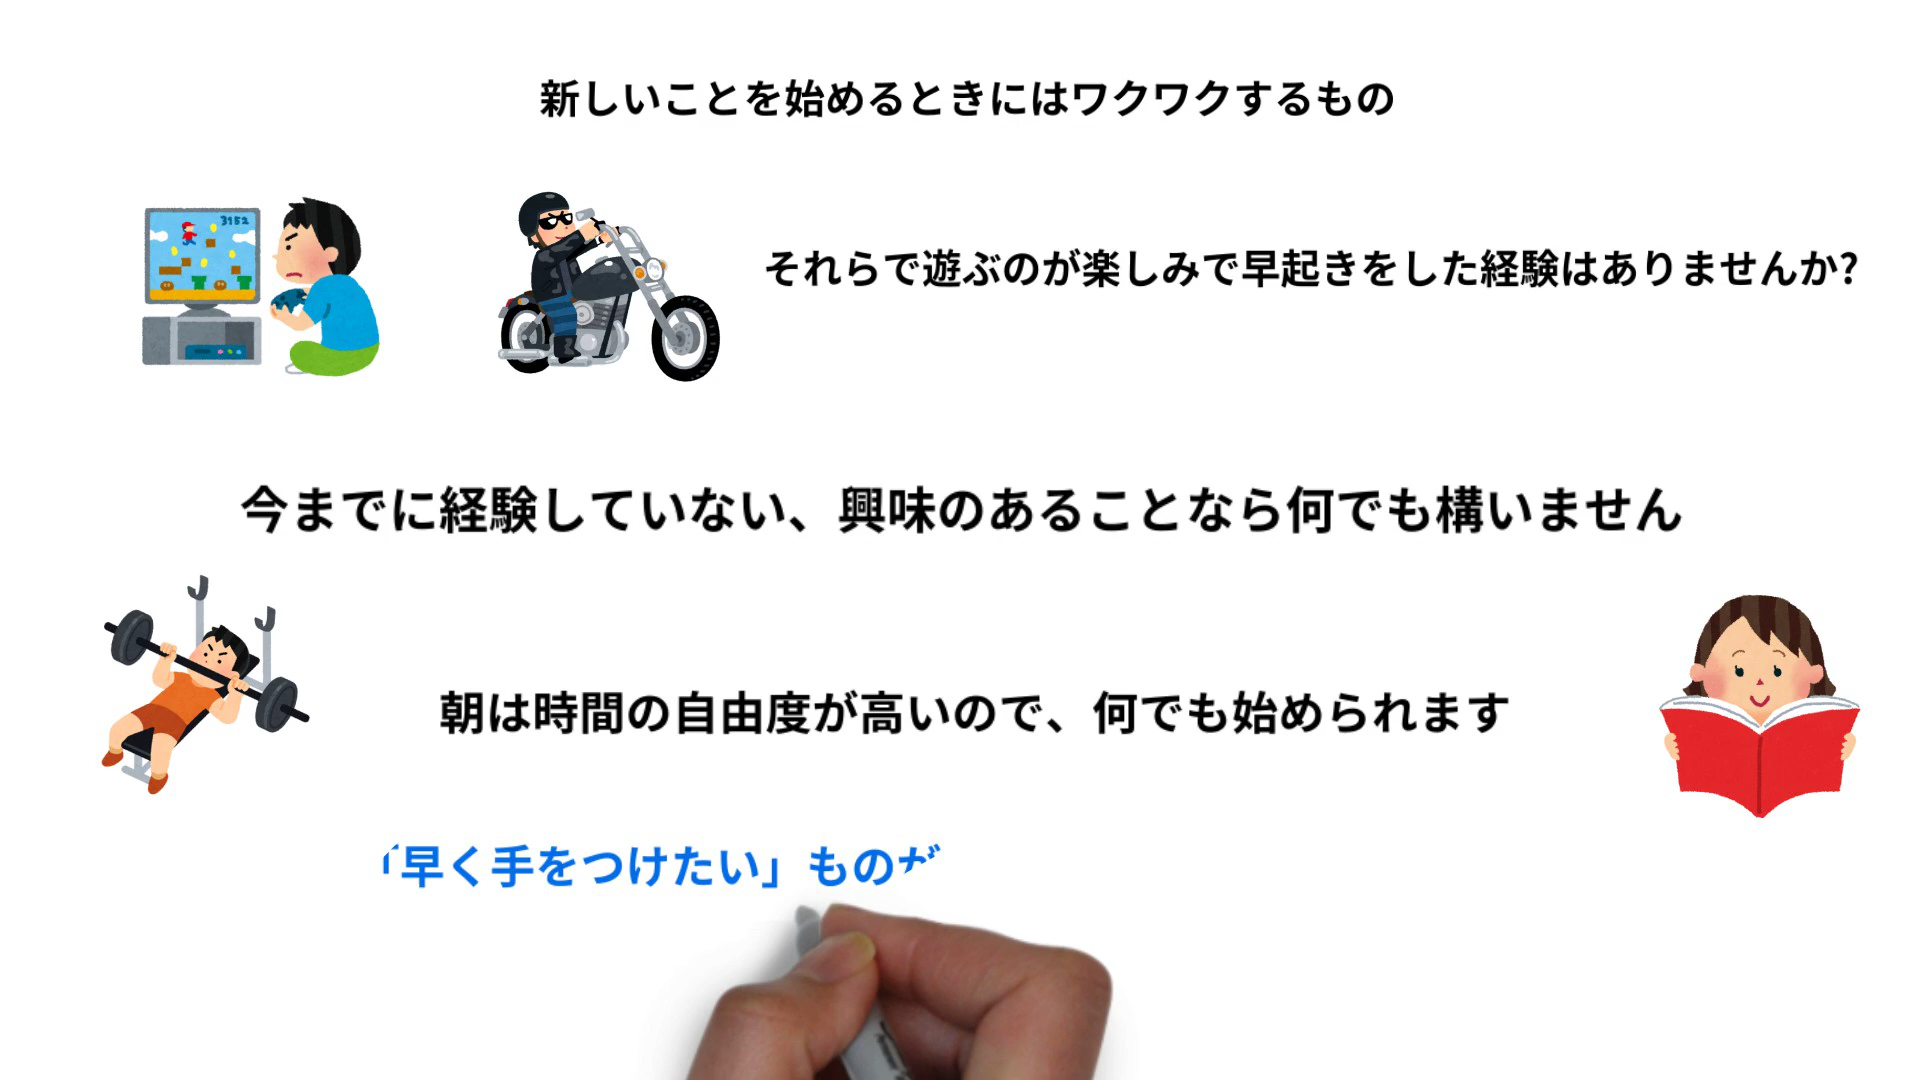 新しいことを始めるときにはワクワクするもの
3152
それらで遊ぶのが楽しみで早起きをした経験はありませんか?
今までに経験していない、興味のあることなら何でも構いません
朝は時間の自由度が高いので、何でも始められます
「早く手をつけたい」ものが